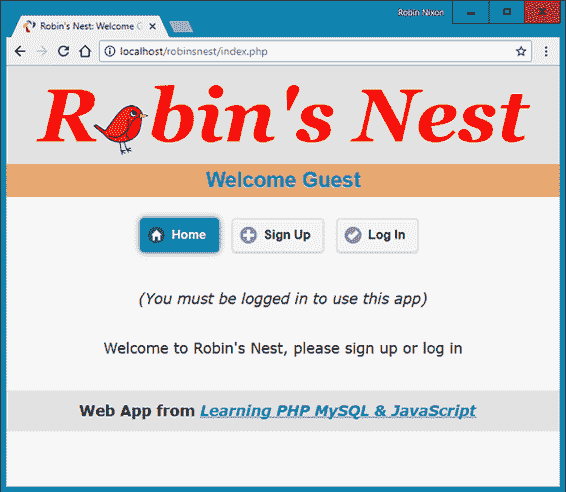 Robin Nixon
Robin's Nest: Welcome G
localhost/robinsnest/index.php
Robin's Nest
Welcome Guest
Home Sign Up Log In
(You must be logged in to use this app)
Welcome to Robin's Nest, please sign up or log in
Web App from Learning PHP MySQL & JavaScript